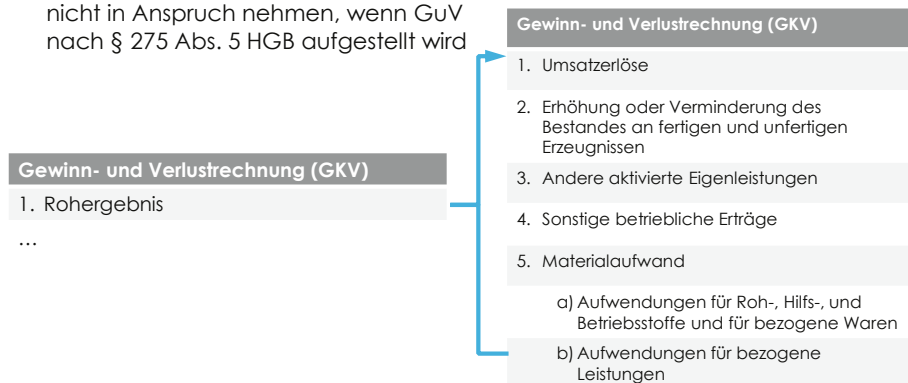 nicht in Anspruch nehmen, wenn GuV
nach § 275 Abs. 5 HGB aufgestellt wird
Gewinn- und Verlustrechnung (GKV)
1. Rohergebnis
...
Gewinn- und Verlustrechnung (GKV)
1. Umsatzerlöse
2. Erhöhung oder Verminderung des
Bestandes an fertigen und unfertigen
Erzeugnissen
3. Andere aktivierte Eigenleistungen
4. Sonstige betriebliche Erträge
5. Materialaufwand
a) Aufwendungen für Roh-, Hilfs-, und
Betriebsstoffe und für bezogene Waren
b) Aufwendungen für bezogene
Leistungen